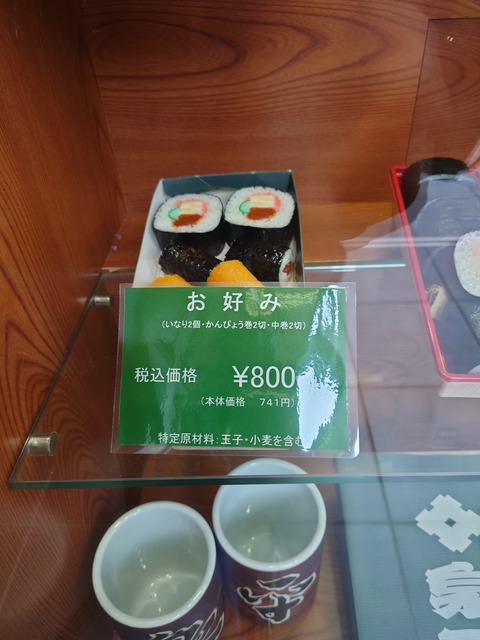 お好み
(いなり2個・かんぴょう巻2切・中巻2切)
税込価格 ¥800
(本体価格 741円)
特定原材料:玉子・小麦を含む